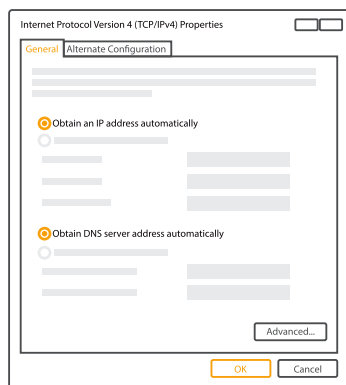 Internet Protocol Version 4 (TCP/IPv4) Properties
General Alternate Configuration
Obtain an IP address automatically
Obtain DNS server address automatically
Advanced...
OK Cancel